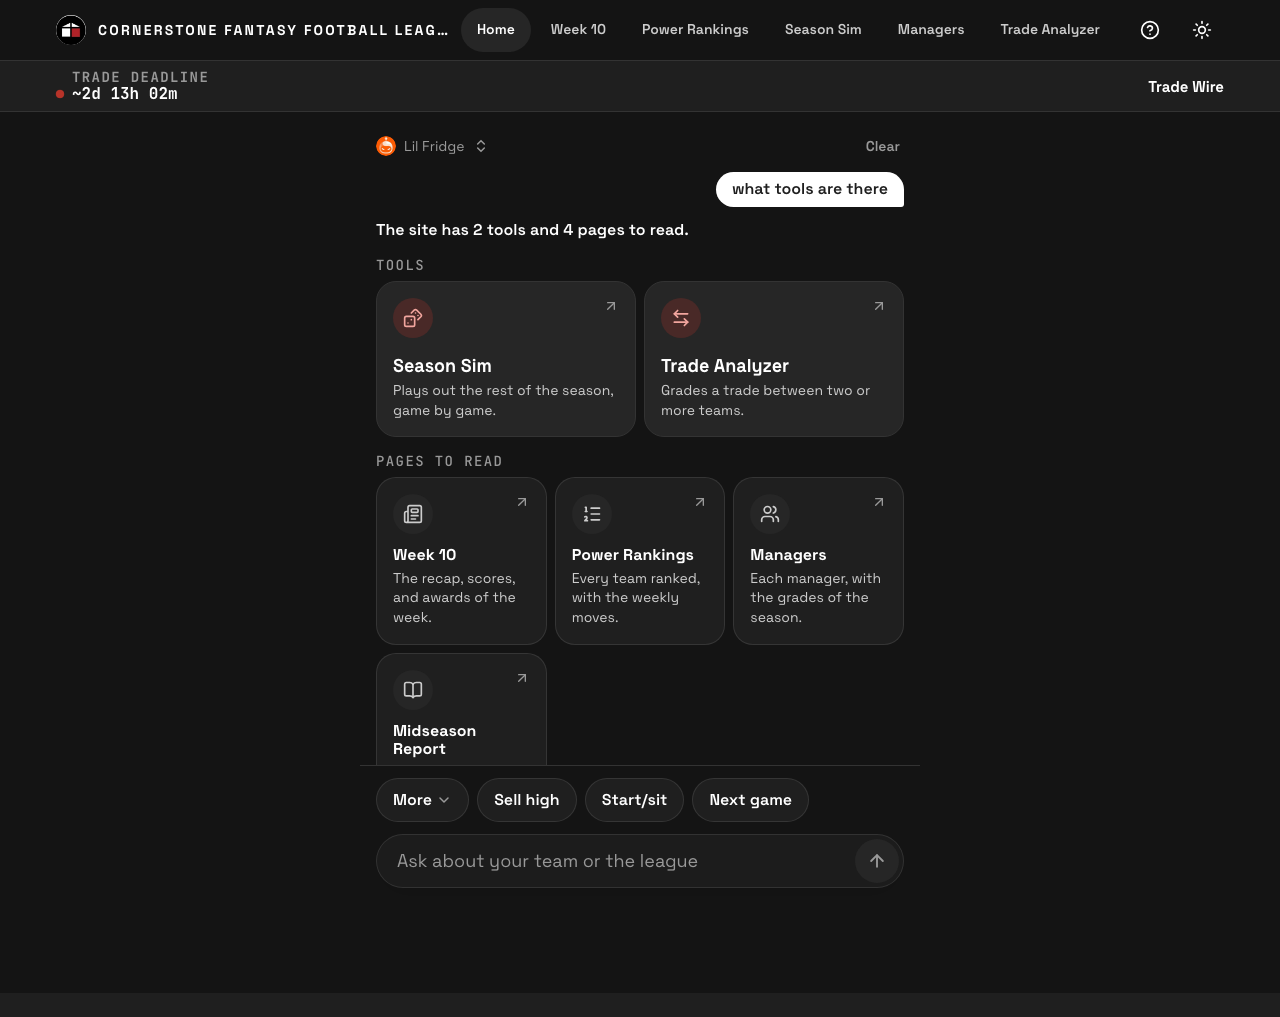 CORNERSTONE FANTASY FOOTBALL LEAG…
Home
Week 10
Power Rankings
Season Sim
Managers
Trade Analyzer
TRADE DEADLINE
~2d 13h 02m
Trade Wire
Lil Fridge
Clear
what tools are there
The site has 2 tools and 4 pages to read.
TOOLS
Season Sim
Plays out the rest of the season,
game by game.
Trade Analyzer
Grades a trade between two or
more teams.
PAGES TO READ
Week 10
The recap, scores,
and awards of the
week.
Power Rankings
Every team ranked,
with the weekly
moves.
Managers
Each manager, with
the grades of the
season.
Midseason
Report
More
Sell high
Start/sit
Next game
Ask about your team or the league